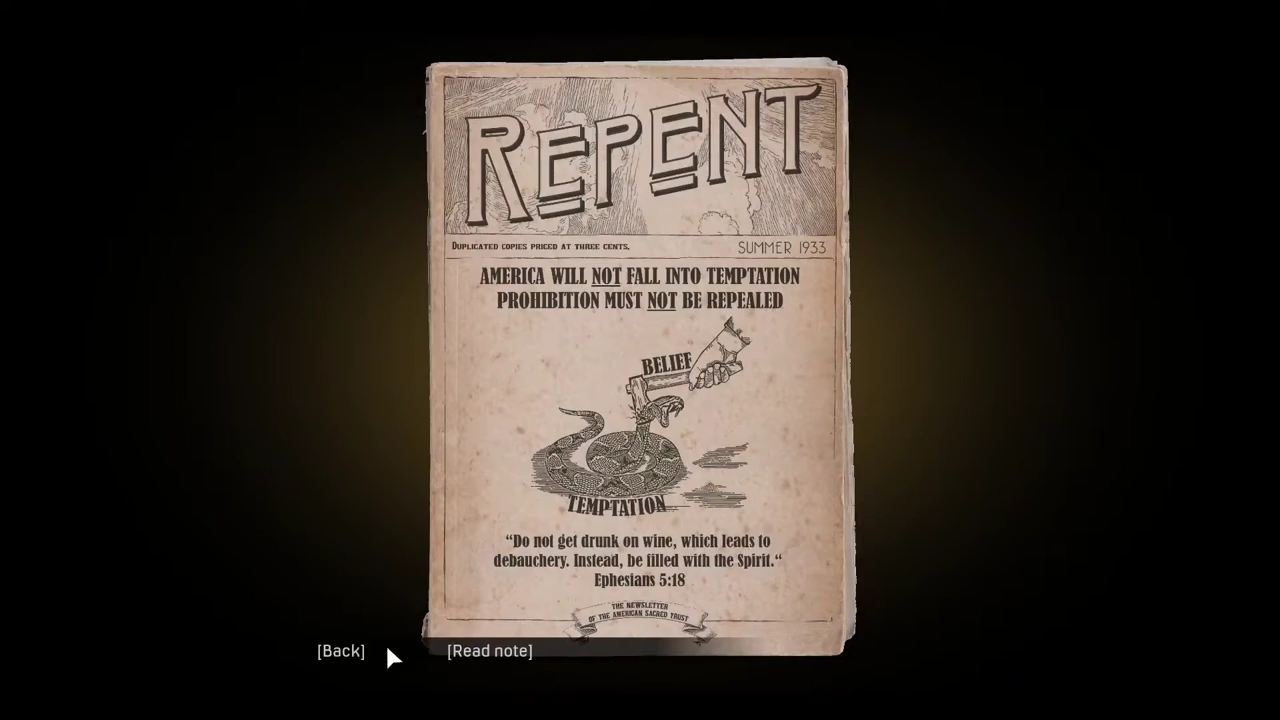 REPENT
DUPLICATED COPIES PRICED AT THREE CENTS.
SUMMER 1933
AMERICA WILL NOT FALL INTO TEMPTATION
PROHIBITION MUST NOT BE REPEALED
BELIEF
TEMPTATION
“Do not get drunk on wine, which leads to
debauchery. Instead, be filled with the Spirit.“
Ephesians 5:18
THE NEWSLETTER
OF THE AMERICAN SACRED TRUST
[Back]
[Read note]